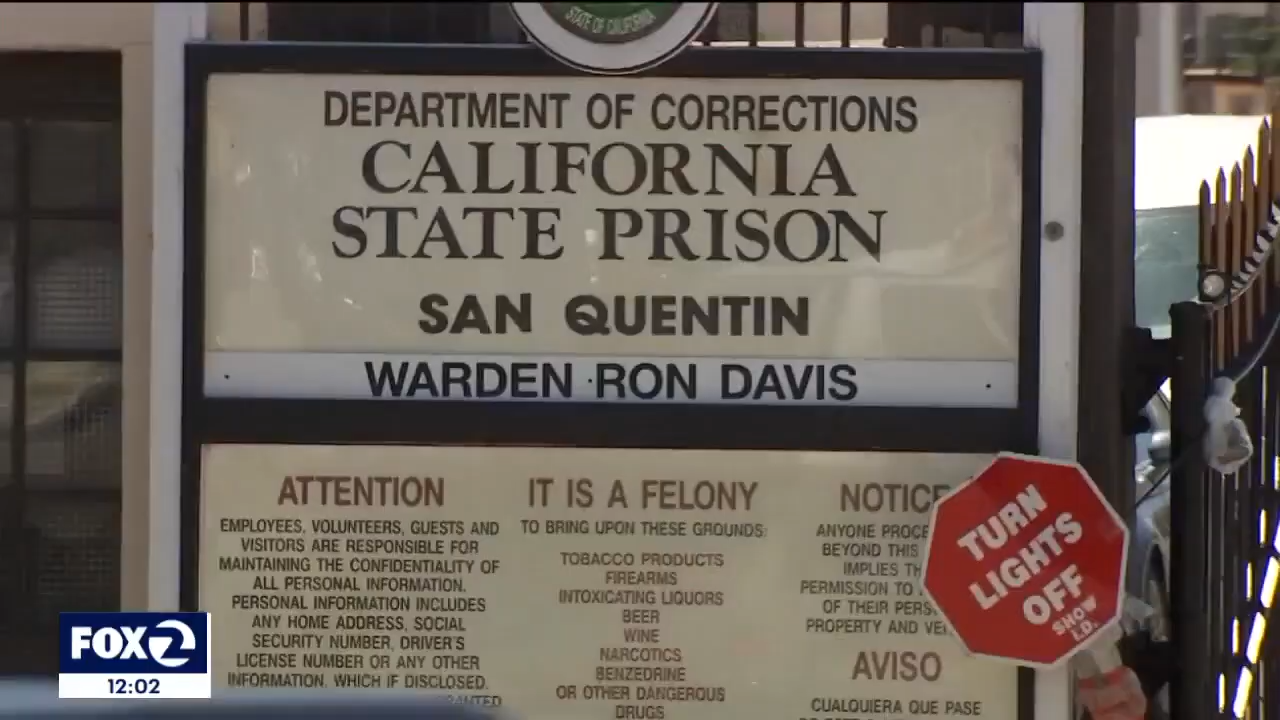 STATE OF CALIFORNIA
DEPARTMENT OF CORRECTIONS
CALIFORNIA
STATE PRISON
SAN QUENTIN
WARDEN RON DAVIS
ATTENTION
EMPLOYEES, VOLUNTEERS, GUESTS AND
VISITORS ARE RESPONSIBLE FOR
MAINTAINING THE CONFIDENTIALITY OF
ALL PERSONAL INFORMATION.
PERSONAL INFORMATION INCLUDES
ANY HOME ADDRESS, SOCIAL
SECURITY NUMBER, DRIVER'S
LICENSE NUMBER OR ANY OTHER
INFORMATION, WHICH IF DISCLOSED,
IT IS A FELONY
TO BRING UPON THESE GROUNDS:
TOBACCO PRODUCTS
FIREARMS
INTOXICATING LIQUORS
BEER
WINE
NARCOTICS
BENZEDRINE
OR OTHER DANGEROUS
DRUGS
NOTICE
ANYONE
BEYOND THIS
IMPLIES
PERMISSION TO
OF THEIR
PROPERTY AND
AVISO
CUALQUIERA QUE PASE
TURN
LIGHTS
OFF
SHOW
I.D.
FOX 2
12:02